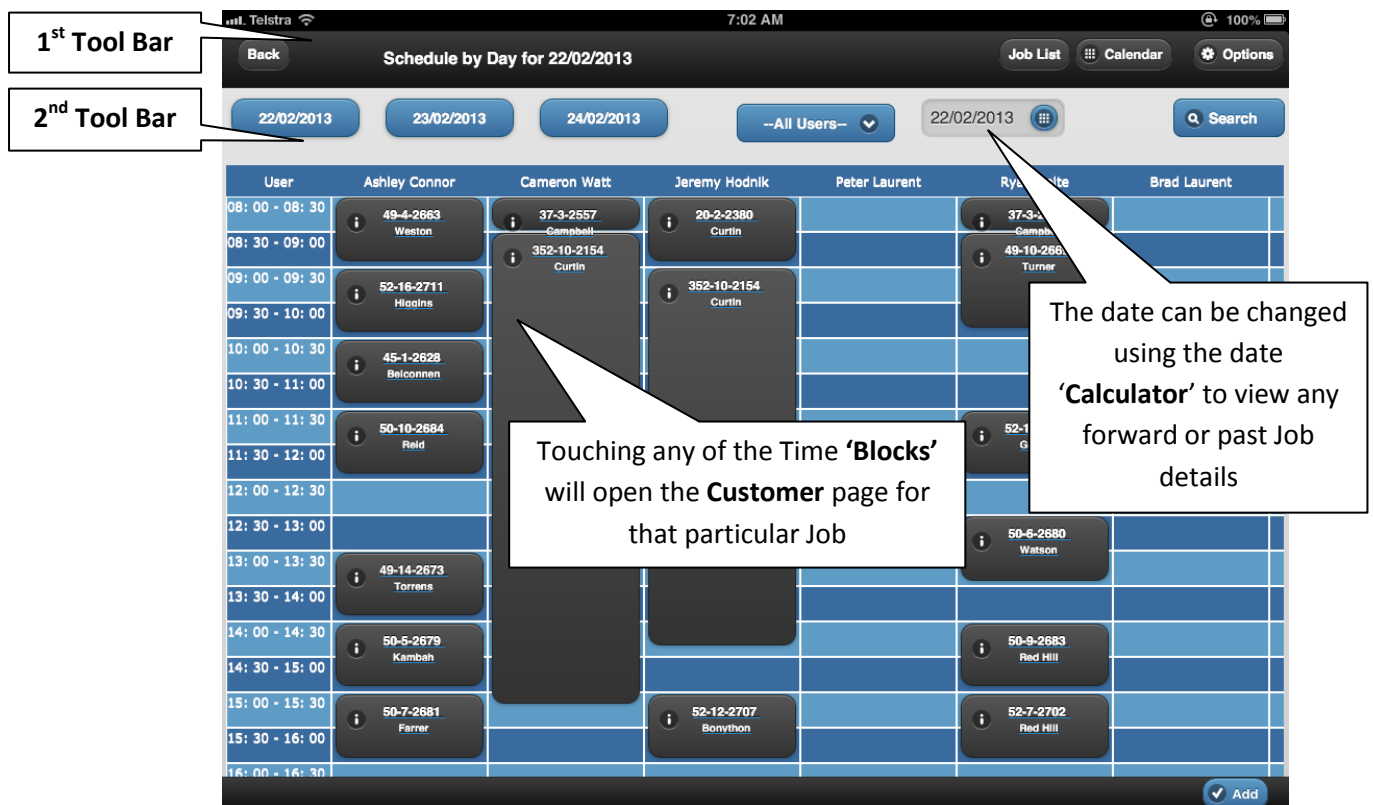 1st Tool Bar
2nd Tool Bar
Telstra 7:02 AM 100%
Back Schedule by Day for 22/02/2013 Job List Calendar Options
22/02/2013 23/02/2013 24/02/2013 --All Users-- 22/02/2013 Search
User Ashley Connor Cameron Watt Jeremy Hodnik Peter Laurent Brad Laurent
08: 00 - 08: 30
49-4-2663
Weston
37-3-2557
Campbell
20-2-2380
Curtin
37-3-
08: 30 - 09: 00
352-10-2154
Curtin
49-10-266
Turner
09: 00 - 09: 30
52-16-2711
Higgins
352-10-2154
Curtin
09: 30 - 10: 00
10: 00 - 10: 30
45-1-2628
Belconnen
10: 30 - 11: 00
11: 00 - 11: 30
50-10-2684
Reid
52-1
G
11: 30 - 12: 00
12: 00 - 12: 30
12: 30 - 13: 00
50-6-2680
Watson
13: 00 - 13: 30
49-14-2673
Torrens
13: 30 - 14: 00
14: 00 - 14: 30
50-5-2679
Kambah
50-9-2683
Red Hill
14: 30 - 15: 00
15: 00 - 15: 30
50-7-2681
Farrer
52-12-2707
Bonython
52-7-2702
Red Hill
15: 30 - 16: 00
16: 00 - 16: 30
Add
The date can be changed
using the date
‘Calculator’ to view any
forward or past Job
details
Touching any of the Time ‘Blocks’
will open the Customer page for
that particular Job